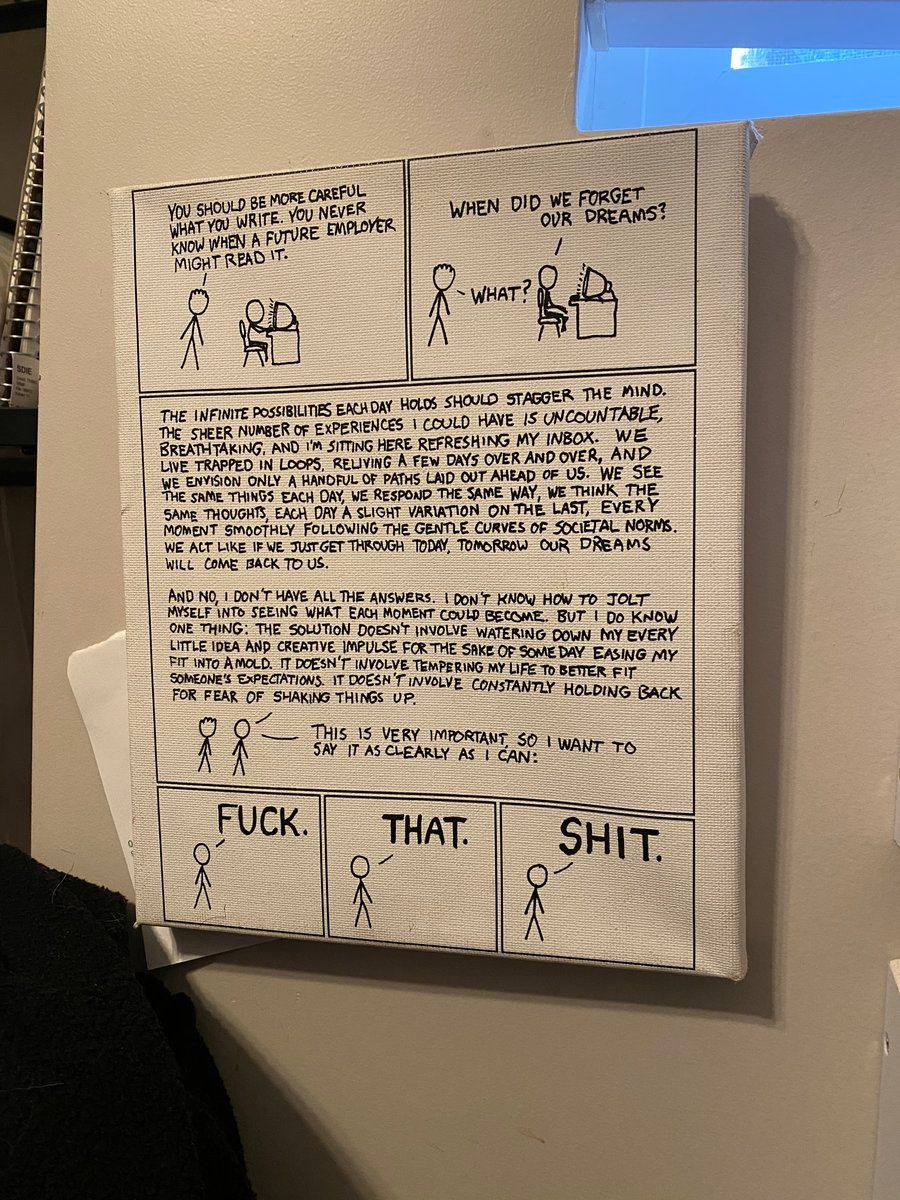 YOU SHOULD BE MORE CAREFUL
WHAT YOU WRITE. YOU NEVER
KNOW WHEN A FUTURE EMPLOYER
MIGHT READ IT.
WHEN DID WE FORGET
OUR DREAMS?
WHAT?
THE INFINITE POSSIBILITIES EACH DAY HOLDS SHOULD STAGGER THE MIND.
THE SHEER NUMBER OF EXPERIENCES I COULD HAVE IS UNCOUNTABLE,
BREATHTAKING, AND I'M SITTING HERE REFRESHING MY INBOX. WE
LIVE TRAPPED IN LOOPS, RELIVING A FEW DAYS OVER AND OVER, AND
WE ENVISION ONLY A HANDFUL OF PATHS LAID OUT AHEAD OF US. WE SEE
THE SAME THINGS EACH DAY, WE RESPOND THE SAME WAY, WE THINK THE
SAME THOUGHTS, EACH DAY A SLIGHT VARIATION ON THE LAST, EVERY
MOMENT SMOOTHLY FOLLOWING THE GENTLE CURVES OF SOCIETAL NORMS.
WE ACT LIKE IF WE JUST GET THROUGH TODAY, TOMORROW OUR DREAMS
WILL COME BACK TO US.
AND NO, I DON'T HAVE ALL THE ANSWERS. I DON'T KNOW HOW TO JOLT
MYSELF INTO SEEING WHAT EACH MOMENT COULD BECOME. BUT I DO KNOW
ONE THING: THE SOLUTION DOESN'T INVOLVE WATERING DOWN MY EVERY
LITTLE IDEA AND CREATIVE IMPULSE FOR THE SAKE OF SOMEDAY EASING MY
FIT INTO A MOLD. IT DOESN'T INVOLVE TEMPERING MY LIFE TO BETTER FIT
SOMEONE'S EXPECTATIONS. IT DOESN'T INVOLVE CONSTANTLY HOLDING BACK
FOR FEAR OF SHAKING THINGS UP.
THIS IS VERY IMPORTANT, SO I WANT TO
SAY IT AS CLEARLY AS I CAN:
FUCK.
THAT.
SHIT.
SDIE